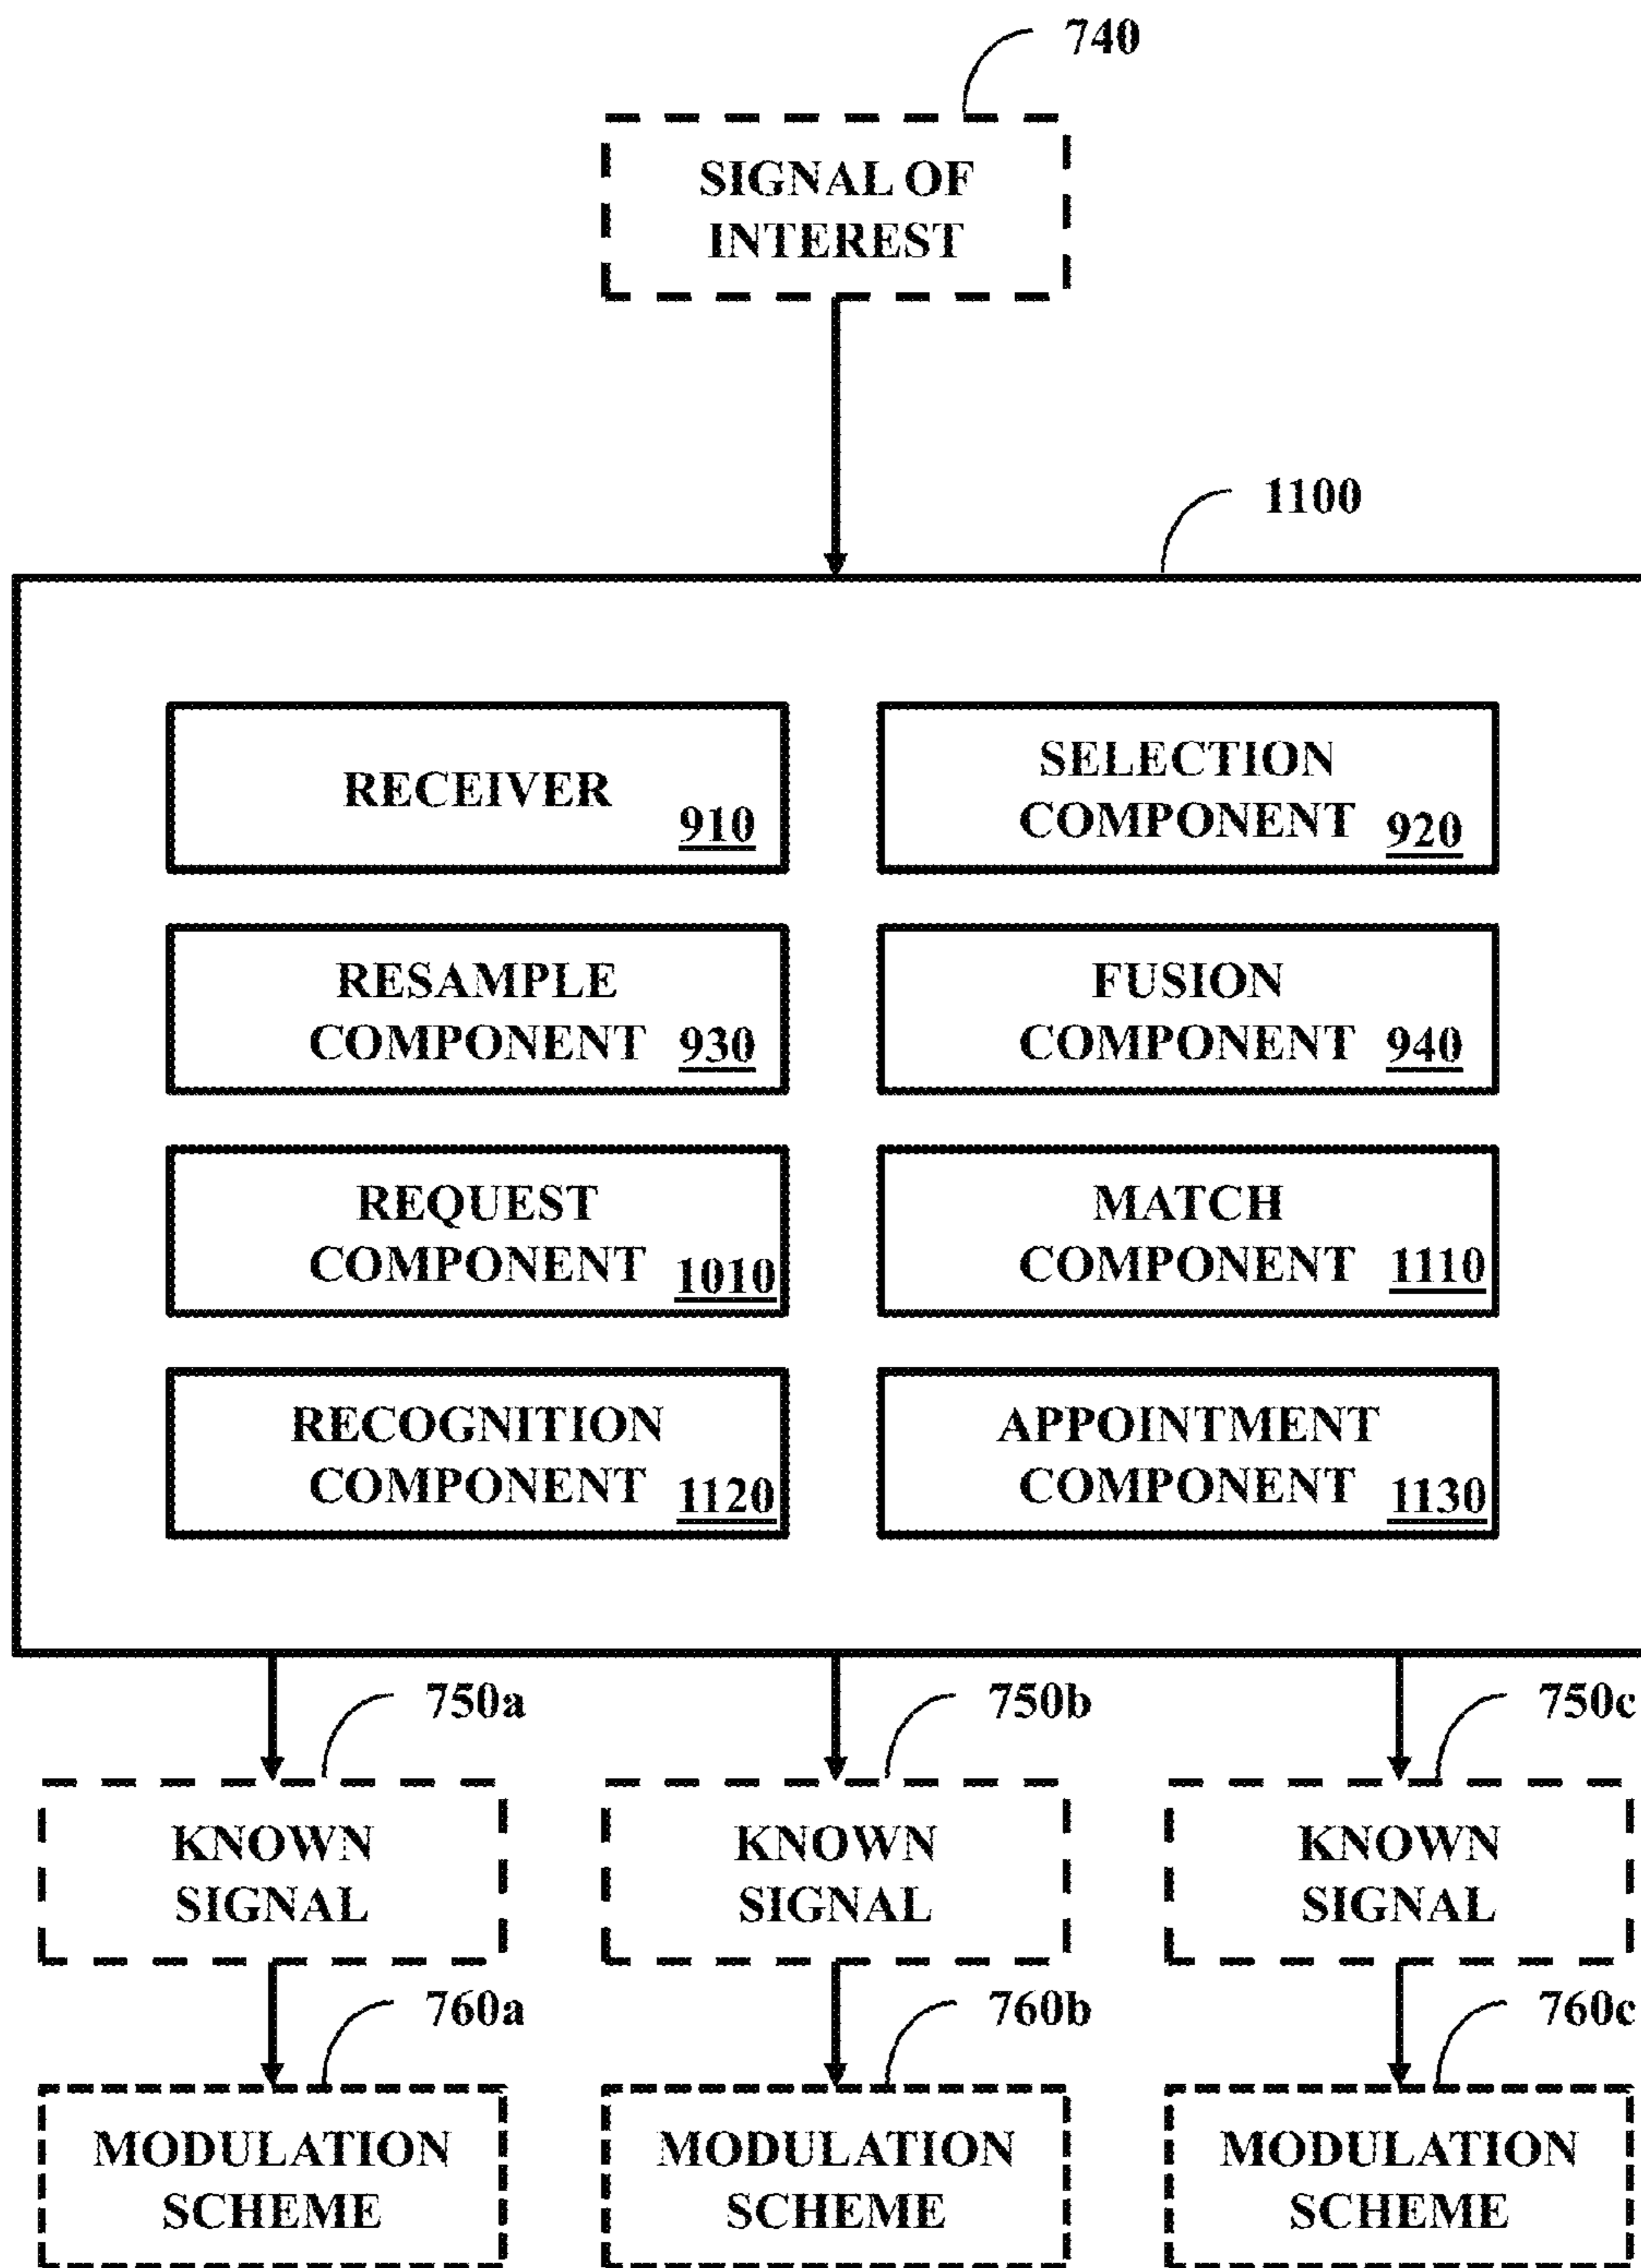 740
SIGNAL OF
INTEREST
1100
RECEIVER
910
SELECTION
COMPONENT 920
RESAMPLE
COMPONENT 930
FUSION
COMPONENT 940
REQUEST
COMPONENT 1010
MATCH
COMPONENT 1110
RECOGNITION
COMPONENT 1120
APPOINTMENT
COMPONENT 1130
750a
750b
750c
KNOWN
SIGNAL
KNOWN
SIGNAL
KNOWN
SIGNAL
760a
760b
760c
MODULATION
SCHEME
MODULATION
SCHEME
MODULATION
SCHEME